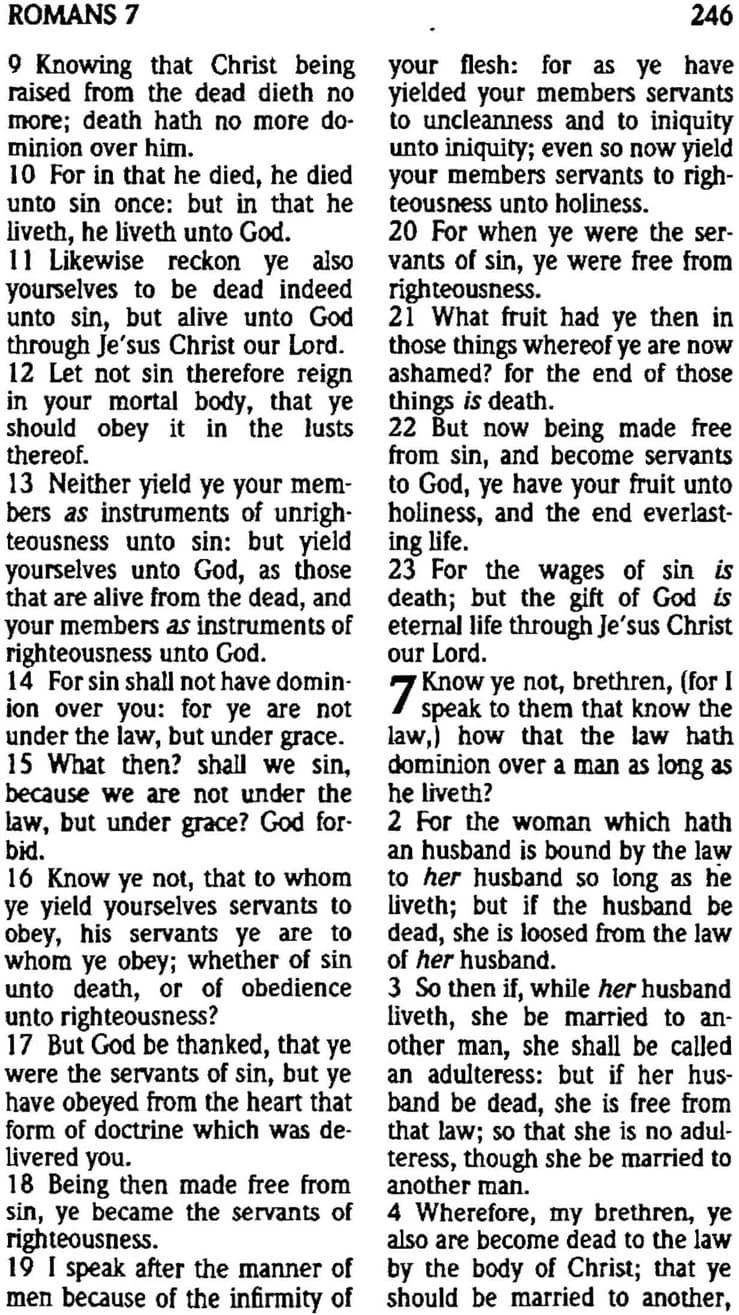 ROMANS 7 246
9 Knowing that Christ being
raised from the dead dieth no
more; death hath no more do-
minion over him.
10 For in that he died, he died
unto sin once: but in that he
liveth, he liveth unto God.
11 Likewise reckon ye also
yourselves to be dead indeed
unto sin, but alive unto God
through Je'sus Christ our Lord.
12 Let not sin therefore reign
in your mortal body, that ye
should obey it in the lusts
thereof.
13 Neither yield ye your mem-
bers as instruments of unrigh-
teousness unto sin: but yield
yourselves unto God, as those
that are alive from the dead, and
your members as instruments of
righteousness unto God.
14 For sin shall not have domin-
ion over you: for ye are not
under the law, but under grace.
15 What then? shall we sin,
because we are not under the
law, but under grace? God for-
bid.
16 Know ye not, that to whom
ye yield yourselves servants to
obey, his servants ye are to
whom ye obey; whether of sin
unto death, or of obedience
unto righteousness?
17 But God be thanked, that ye
were the servants of sin, but ye
have obeyed from the heart that
form of doctrine which was de-
livered you.
18 Being then made free from
sin, ye became the servants of
righteousness.
19 I speak after the manner of
men because of the infirmity of
your flesh: for as ye have
yielded your members servants
to uncleanness and to iniquity
unto iniquity; even so now yield
your members servants to righ-
teousness unto holiness.
20 For when ye were the ser-
vants of sin, ye were free from
righteousness.
21 What fruit had ye then in
those things whereof ye are now
ashamed? for the end of those
things is death.
22 But now being made free
from sin, and become servants
to God, ye have your fruit unto
holiness, and the end everlast-
ing life.
23 For the wages of sin is
death; but the gift of God is
eternal life through Je'sus Christ
our Lord.
7 Know ye not, brethren, (for I
speak to them that know the
law,) how that the law hath
dominion over a man as long as
he liveth?
2 For the woman which hath
an husband is bound by the law
to her husband so long as he
liveth; but if the husband be
dead, she is loosed from the law
of her husband.
3 So then if, while her husband
liveth, she be married to an-
other man, she shall be called
an adulteress: but if her hus-
band be dead, she is free from
that law; so that she is no adul-
teress, though she be married to
another man.
4 Wherefore, my brethren, ye
also are become dead to the law
by the body of Christ; that ye
should be married to another,